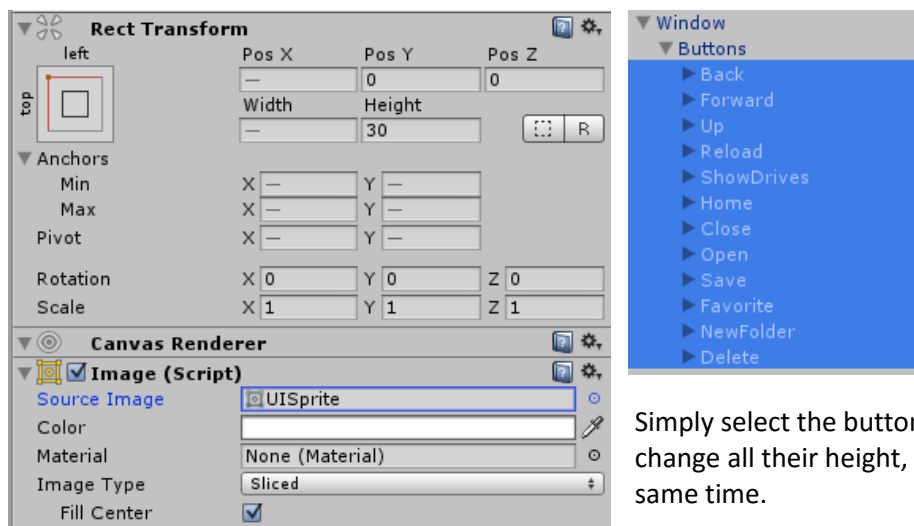 Rect Transform
left
top
Pos X Pos Y Pos Z
— 0 0
Width Height
— 30
R
Anchors
Min X — Y —
Max X — Y —
Pivot X — Y —
Rotation X 0 Y 0 Z 0
Scale X 1 Y 1 Z 1
Canvas Renderer
Image (Script)
Source Image UISprite
Color
Material None (Material)
Image Type Sliced
Fill Center
Window
Buttons
Back
Forward
Up
Reload
ShowDrives
Home
Close
Open
Save
Favorite
NewFolder
Delete
Simply select the
change all their height,
same time.